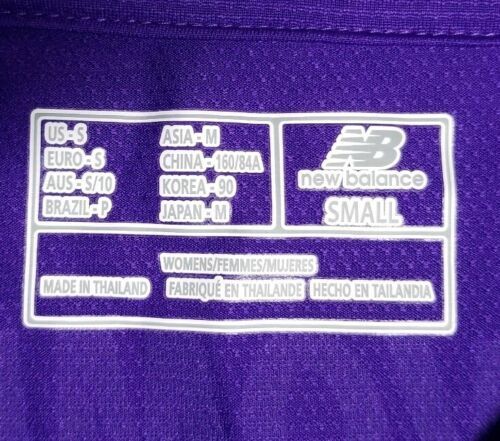 US - S
EURO - S
AUS - S/10
BRAZIL - P
ASIA - M
CHINA - 160/84A
KOREA - 90
JAPAN - M
NB
new balance
SMALL
WOMENS/FEMMES/MUJERES
MADE IN THAILAND FABRIQUÉ EN THAILANDE HECHO EN TAILANDIA